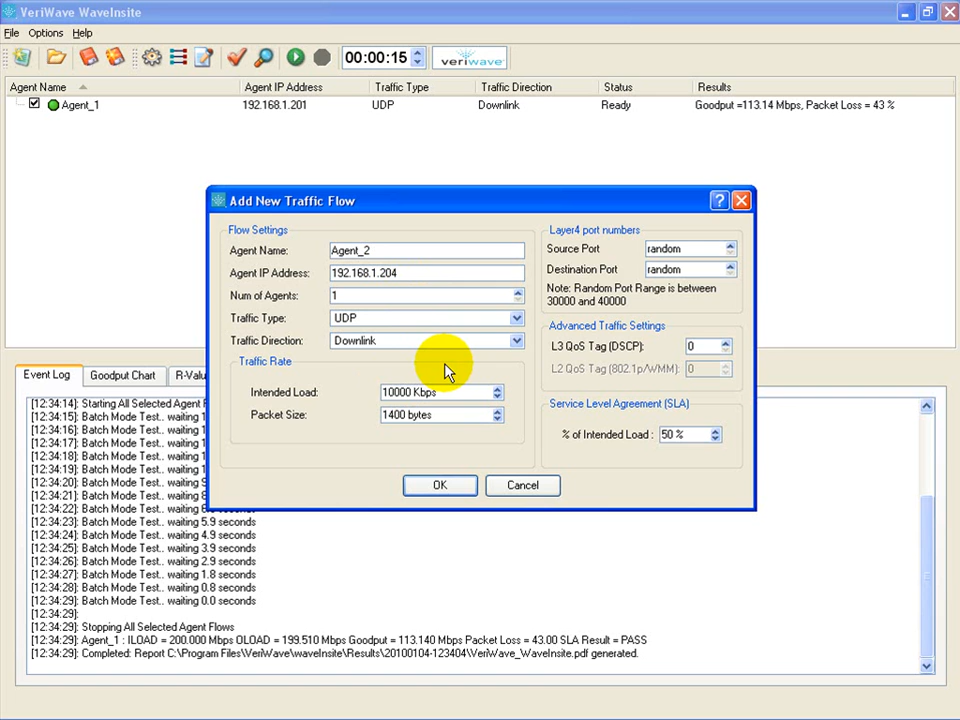 VeriWave WaveInsite
File Options Help
00:00:15 veriwave
Agent Name Agent IP Address Traffic Type Traffic Direction Status Results
Agent_1 192.168.1.201 UDP Downlink Ready Goodput =113.14 Mbps, Packet Loss = 43 %
Add New Traffic Flow
Flow Settings
Agent Name: Agent_2
Agent IP Address: 192.168.1.204
Num of Agents: 1
Traffic Type: UDP
Traffic Direction: Downlink
Traffic Rate
Intended Load: 10000 Kbps
Packet Size: 1400 bytes
Layer4 port numbers
Source Port random
Destination Port random
Note: Random Port Range is between
30000 and 40000
Advanced Traffic Settings
L3 QoS Tag (DSCP): 0
L2 QoS Tag (802.1p/WMM): 0
Service Level Agreement (SLA)
% of Intended Load : 50 %
OK Cancel
Event Log Goodput Chart R-Valu
[12:34:14]: Starting All Selected Agent F
[12:34:15]: Batch Mode Test.. waiting 1
[12:34:16]: Batch Mode Test.. waiting 1
[12:34:17]: Batch Mode Test.. waiting 1
[12:34:18]: Batch Mode Test.. waiting 1
[12:34:19]: Batch Mode Test.. waiting 1
[12:34:20]: Batch Mode Test.. waiting 9
[12:34:21]: Batch Mode Test.. waiting 8
[12:34:22]: Batch Mode Test.. waiting
[12:34:23]: Batch Mode Test.. waiting 5.9 seconds
[12:34:24]: Batch Mode Test.. waiting 4.9 seconds
[12:34:25]: Batch Mode Test.. waiting 3.9 seconds
[12:34:26]: Batch Mode Test.. waiting 2.9 seconds
[12:34:27]: Batch Mode Test.. waiting 1.8 seconds
[12:34:28]: Batch Mode Test.. waiting 0.8 seconds
[12:34:29]: Batch Mode Test.. waiting 0.0 seconds
[12:34:29]:
[12:34:29]: Stopping All Selected Agent Flows
[12:34:29]: Agent_1 : ILOAD = 200.000 Mbps OLOAD = 199.510 Mbps Goodput = 113.140 Mbps Packet Loss = 43.00 SLA Result = PASS
[12:34:29]: Completed: Report C:\Program Files\VeriWave\waveInsite\Results\20100104-123404\VeriWave_WaveInsite.pdf generated.